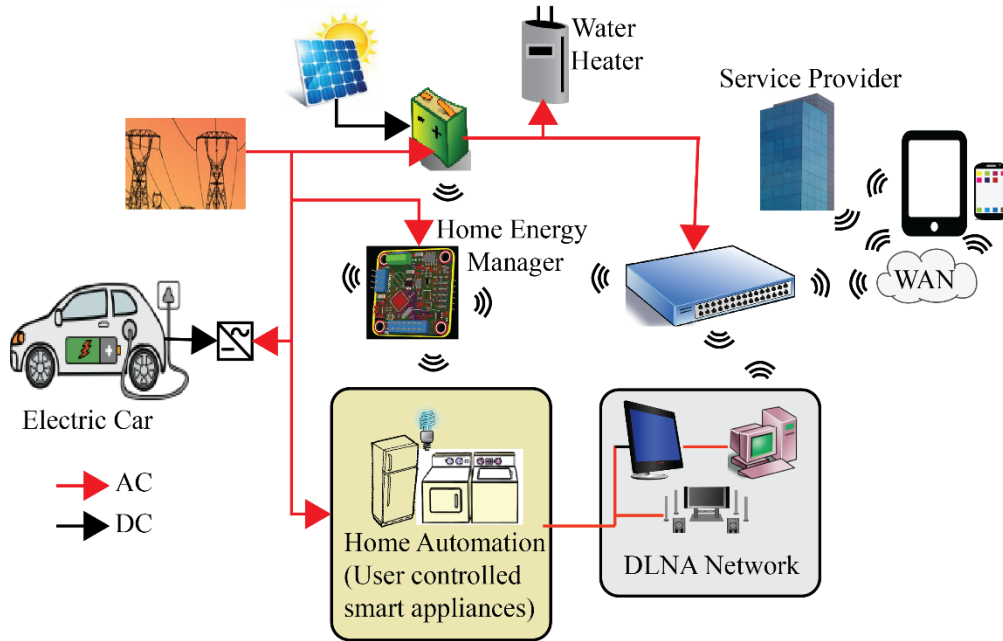 Water
Heater
Service Provider
Home Energy
Manager
WAN
Electric Car
AC
DC
Home Automation
(User controlled
smart appliances)
DLNA Network